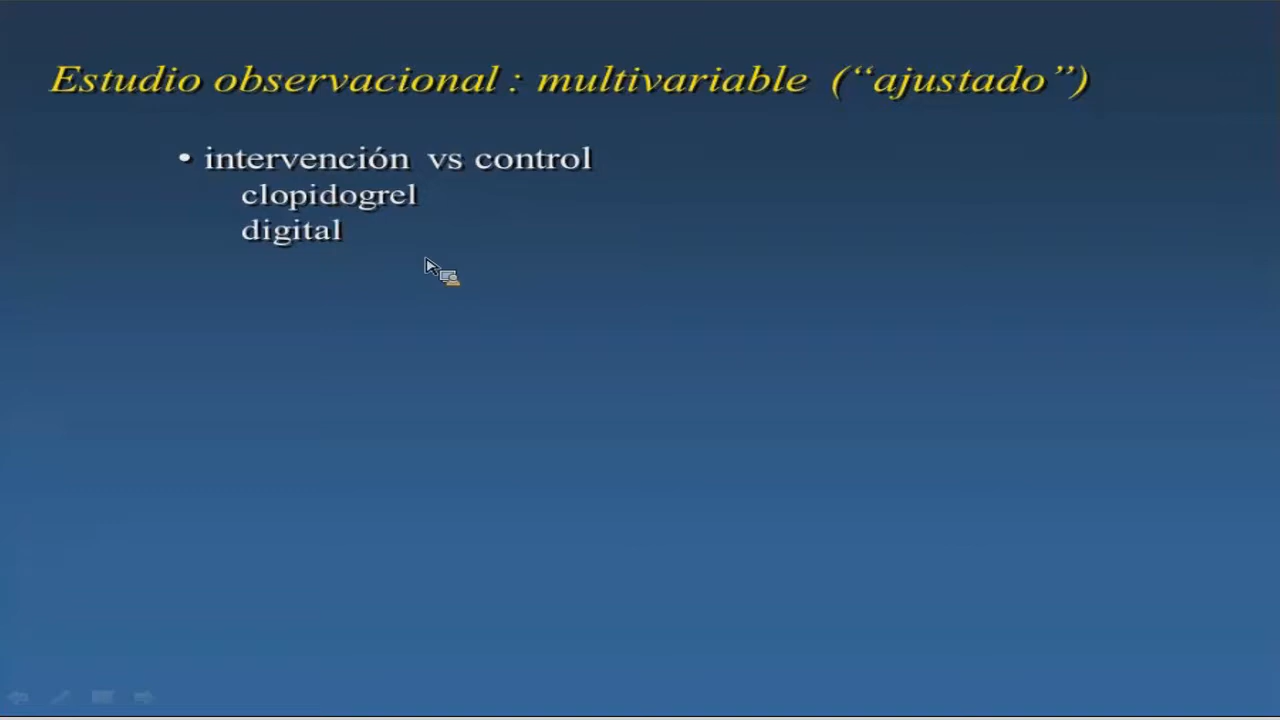 Estudio observacional : multivariable (“ajustado”)
• intervención vs control
clopidogrel
digital